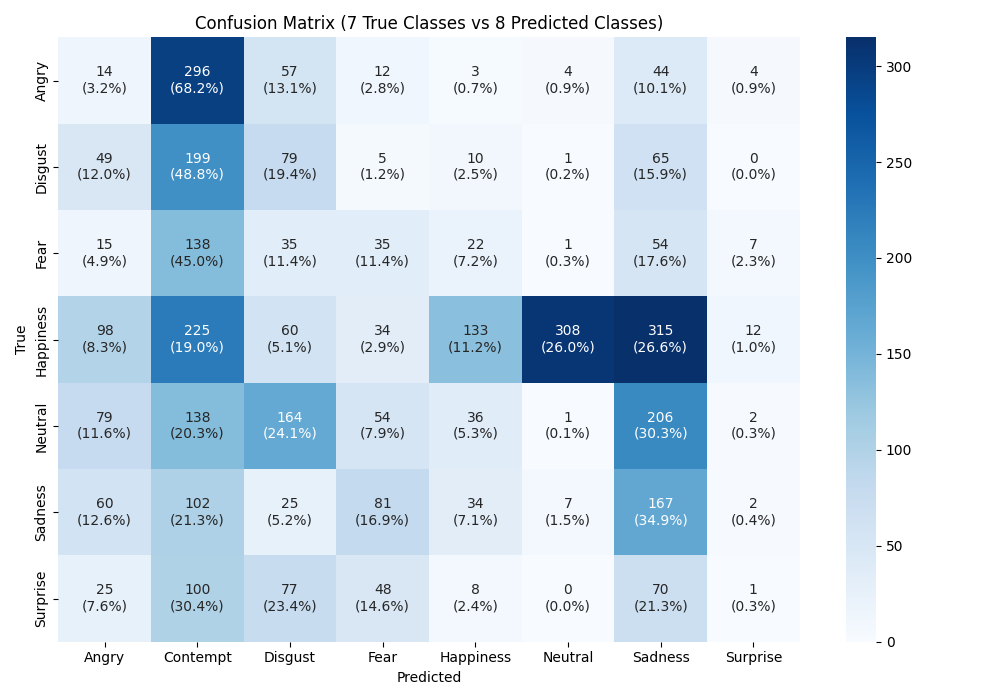 Confusion Matrix (7 True Classes vs 8 Predicted Classes)
Angry 14 296 57 12 3 4 44 4
(3.2%) (68.2%) (13.1%) (2.8%) (0.7%) (0.9%) (10.1%) (0.9%)
Disgust 49 199 79 5 10 1 65 0
(12.0%) (48.8%) (19.4%) (1.2%) (2.5%) (0.2%) (15.9%) (0.0%)
Fear 15 138 35 35 22 1 54 7
(4.9%) (45.0%) (11.4%) (11.4%) (7.2%) (0.3%) (17.6%) (2.3%)
True
Happiness 98 225 60 34 133 308 315 12
(8.3%) (19.0%) (5.1%) (2.9%) (11.2%) (26.0%) (26.6%) (1.0%)
Neutral 79 138 164 54 36 1 206 2
(11.6%) (20.3%) (24.1%) (7.9%) (5.3%) (0.1%) (30.3%) (0.3%)
Sadness 60 102 25 81 34 7 167 2
(12.6%) (21.3%) (5.2%) (16.9%) (7.1%) (1.5%) (34.9%) (0.4%)
Surprise 25 100 77 48 8 0 70 1
(7.6%) (30.4%) (23.4%) (14.6%) (2.4%) (0.0%) (21.3%) (0.3%)
Angry Contempt Disgust Fear Happiness Neutral Sadness Surprise
Predicted
300
250
200
150
100
50
0